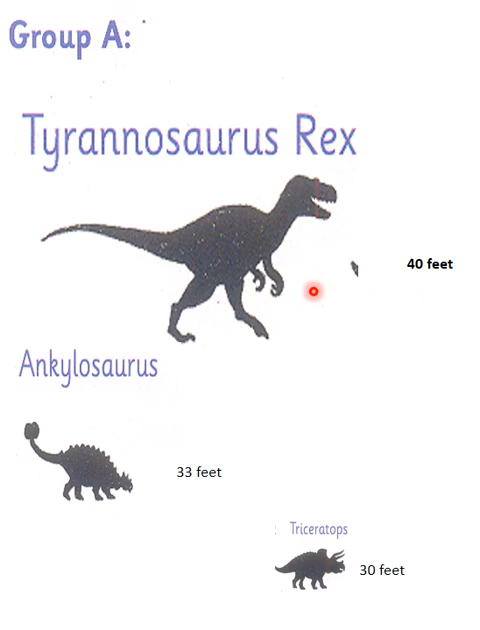 Group A:
Tyrannosaurus Rex
40 feet
Ankylosaurus
33 feet
Triceratops
30 feet